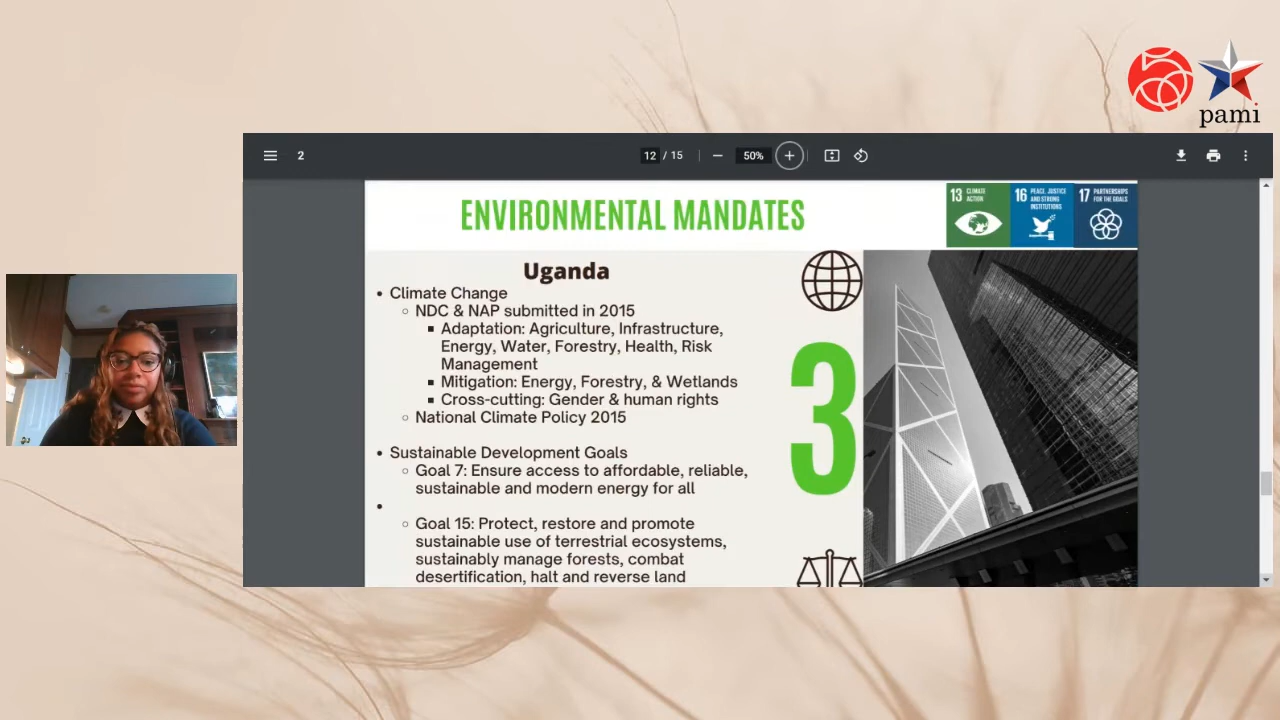 pami
2
12 / 15
50%
ENVIRONMENTAL MANDATES
13 CLIMATE ACTION
16 PEACE, JUSTICE AND STRONG INSTITUTIONS
17 PARTNERSHIPS FOR THE GOALS
Uganda
• Climate Change
○ NDC & NAP submitted in 2015
▪ Adaptation: Agriculture, Infrastructure,
Energy, Water, Forestry, Health, Risk
Management
▪ Mitigation: Energy, Forestry, & Wetlands
▪ Cross-cutting: Gender & human rights
○ National Climate Policy 2015
• Sustainable Development Goals
○ Goal 7: Ensure access to affordable, reliable,
sustainable and modern energy for all
•
○ Goal 15: Protect, restore and promote
sustainable use of terrestrial ecosystems,
sustainably manage forests, combat
desertification, halt and reverse land
3